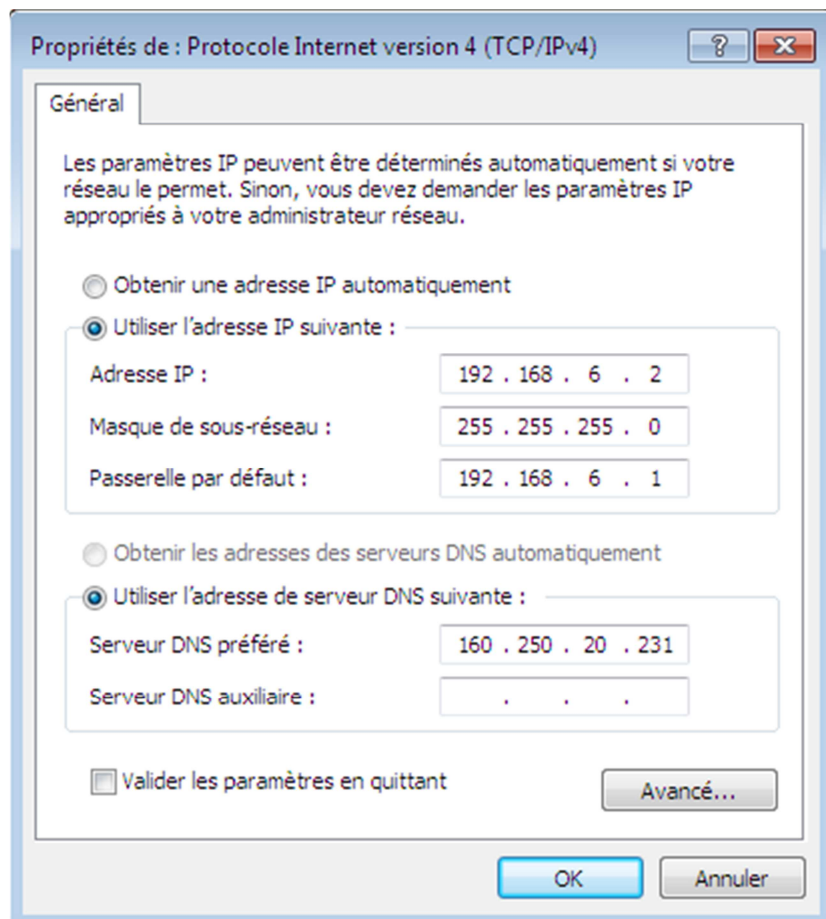 Propriétés de : Protocole Internet version 4 (TCP/IPv4)
Général
Les paramètres IP peuvent être déterminés automatiquement si votre
réseau le permet. Sinon, vous devez demander les paramètres IP
appropriés à votre administrateur réseau.
Obtenir une adresse IP automatiquement
Utiliser l'adresse IP suivante :
Adresse IP : 192 . 168 . 6 . 2
Masque de sous-réseau : 255 . 255 . 255 . 0
Passerelle par défaut : 192 . 168 . 6 . 1
Obtenir les adresses des serveurs DNS automatiquement
Utiliser l'adresse de serveur DNS suivante :
Serveur DNS préféré : 160 . 250 . 20 . 231
Serveur DNS auxiliaire : . . .
Valider les paramètres en quittant
Avancé...
OK Annuler